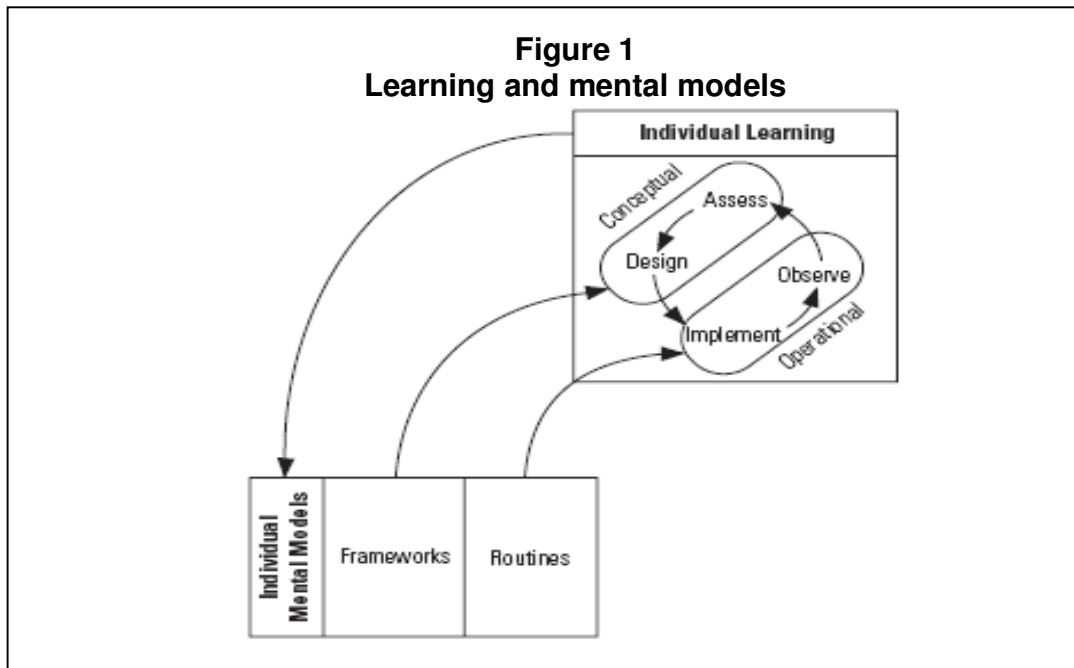 Figure 1
Learning and mental models
Individual Learning
Conceptual
Assess
Design
Observe
Implement
Operational
Individual
Mental Models
Frameworks
Routines